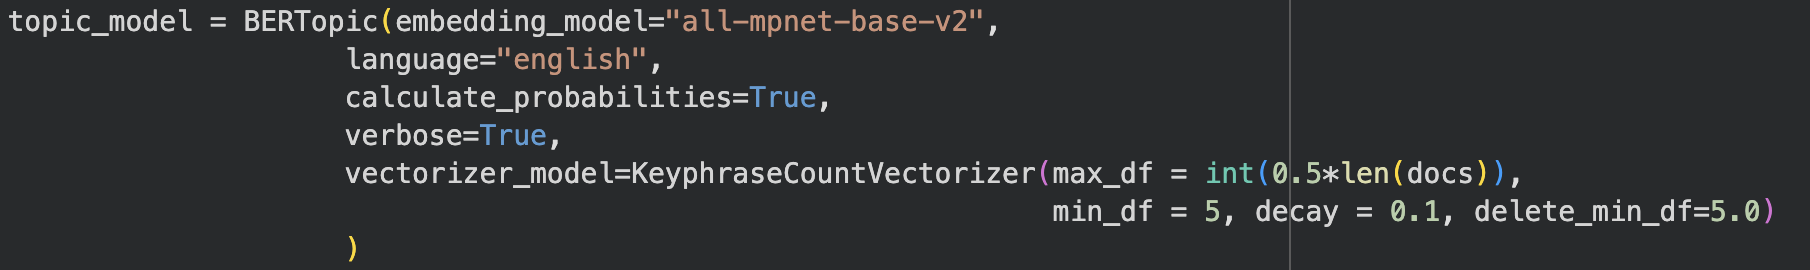 topic_model = BERTopic(embedding_model="all-mpnet-base-v2",
language="english",
calculate_probabilities=True,
verbose=True,
vectorizer_model=KeyphraseCountVectorizer(max_df = int(0.5*len(docs)),
min_df = 5, decay = 0.1, delete_min_df=5.0)
)